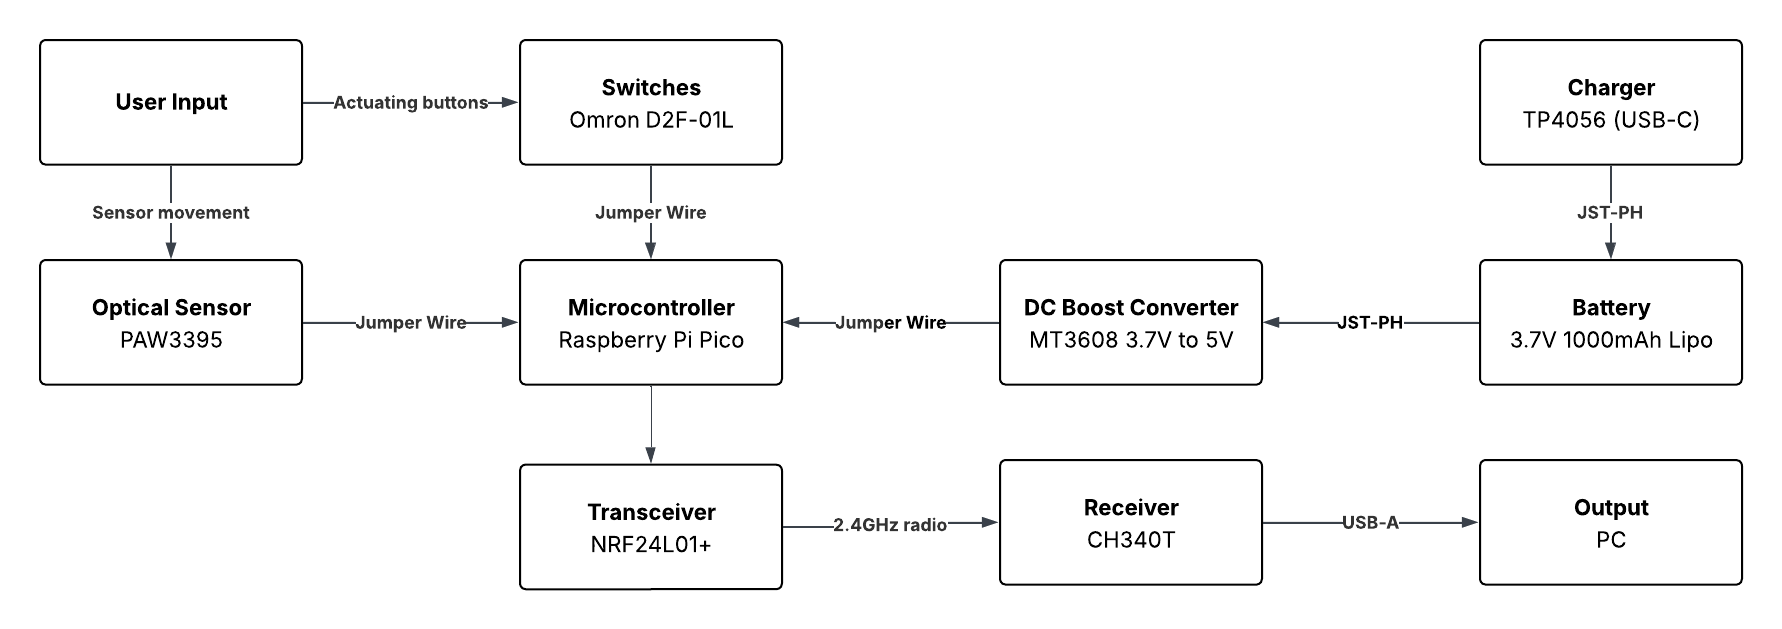 User Input
Actuating buttons
Switches
Omron D2F-01L
Charger
TP4056 (USB-C)
Sensor movement
Jumper Wire
JST-PH
Optical Sensor
PAW3395
Jumper Wire
Microcontroller
Raspberry Pi Pico
Jumper Wire
DC Boost Converter
MT3608 3.7V to 5V
JST-PH
Battery
3.7V 1000mAh Lipo
Transceiver
NRF24L01+
2.4GHz radio
Receiver
CH340T
USB-A
Output
PC